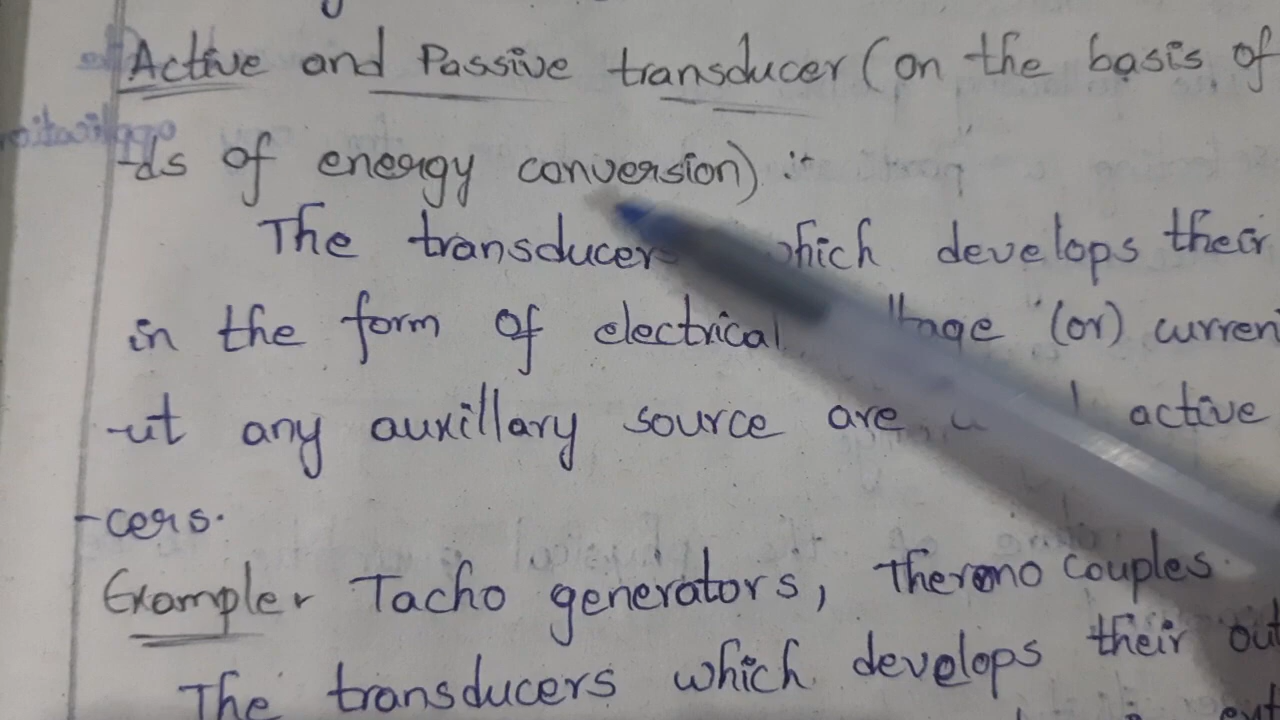 Active and Passive transducer (on the basis of
-ds of energy conversion) :-
The transducers which develops their
in the form of electrical (or) curren
-ut any auxillary source are active
-cers.
Example:- Tacho generators, Thermo couples.
The transducers which develops their out